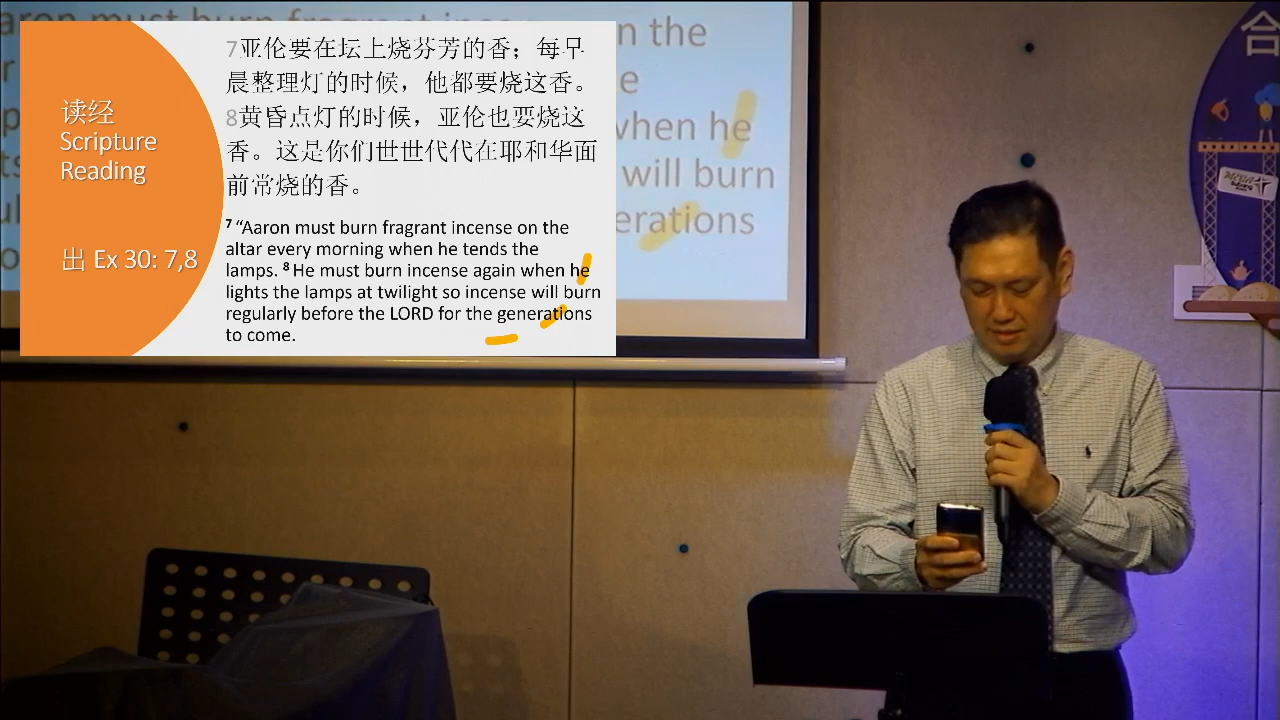 读经
Scripture
Reading
出 Ex 30: 7,8
7亚伦要在坛上烧芬芳的香；每早
晨整理灯的时候，他都要烧这香。
8黄昏点灯的时候，亚伦也要烧这
香。这是你们世世代代在耶和华面
前常烧的香。
7 “Aaron must burn fragrant incense on the
altar every morning when he tends the
lamps. 8 He must burn incense again when he
lights the lamps at twilight so incense will burn
regularly before the LORD for the generations
to come.
aron must burn fragrant incense
n the
e
when he
will burn
erations
合